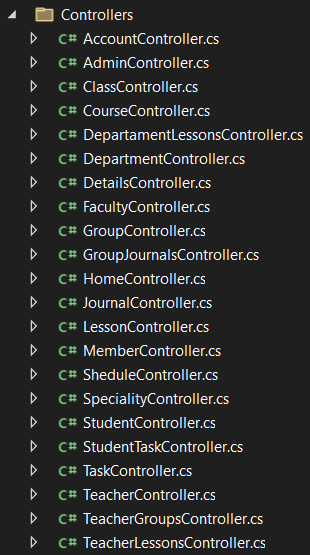 Controllers
C# AccountController.cs
C# AdminController.cs
C# ClassController.cs
C# CourseController.cs
C# DepartamentLessonsController.cs
C# DepartmentController.cs
C# DetailsController.cs
C# FacultyController.cs
C# GroupController.cs
C# GroupJournalsController.cs
C# HomeController.cs
C# JournalController.cs
C# LessonController.cs
C# MemberController.cs
C# SheduleController.cs
C# SpecialityController.cs
C# StudentController.cs
C# StudentTaskController.cs
C# TaskController.cs
C# TeacherController.cs
C# TeacherGroupsController.cs
C# TeacherLessonsController.cs